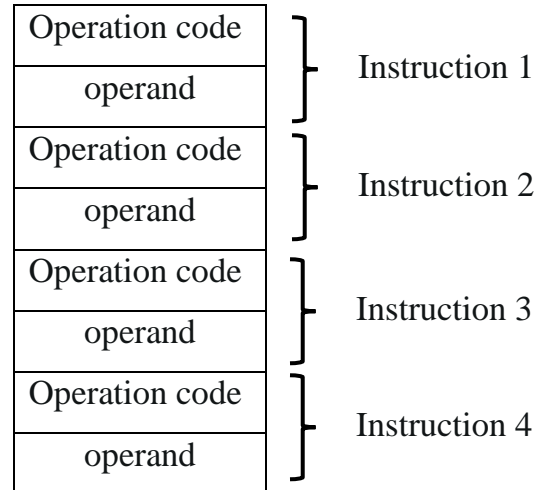 Operation code
operand
Instruction 1
Operation code
operand
Instruction 2
Operation code
operand
Instruction 3
Operation code
operand
Instruction 4